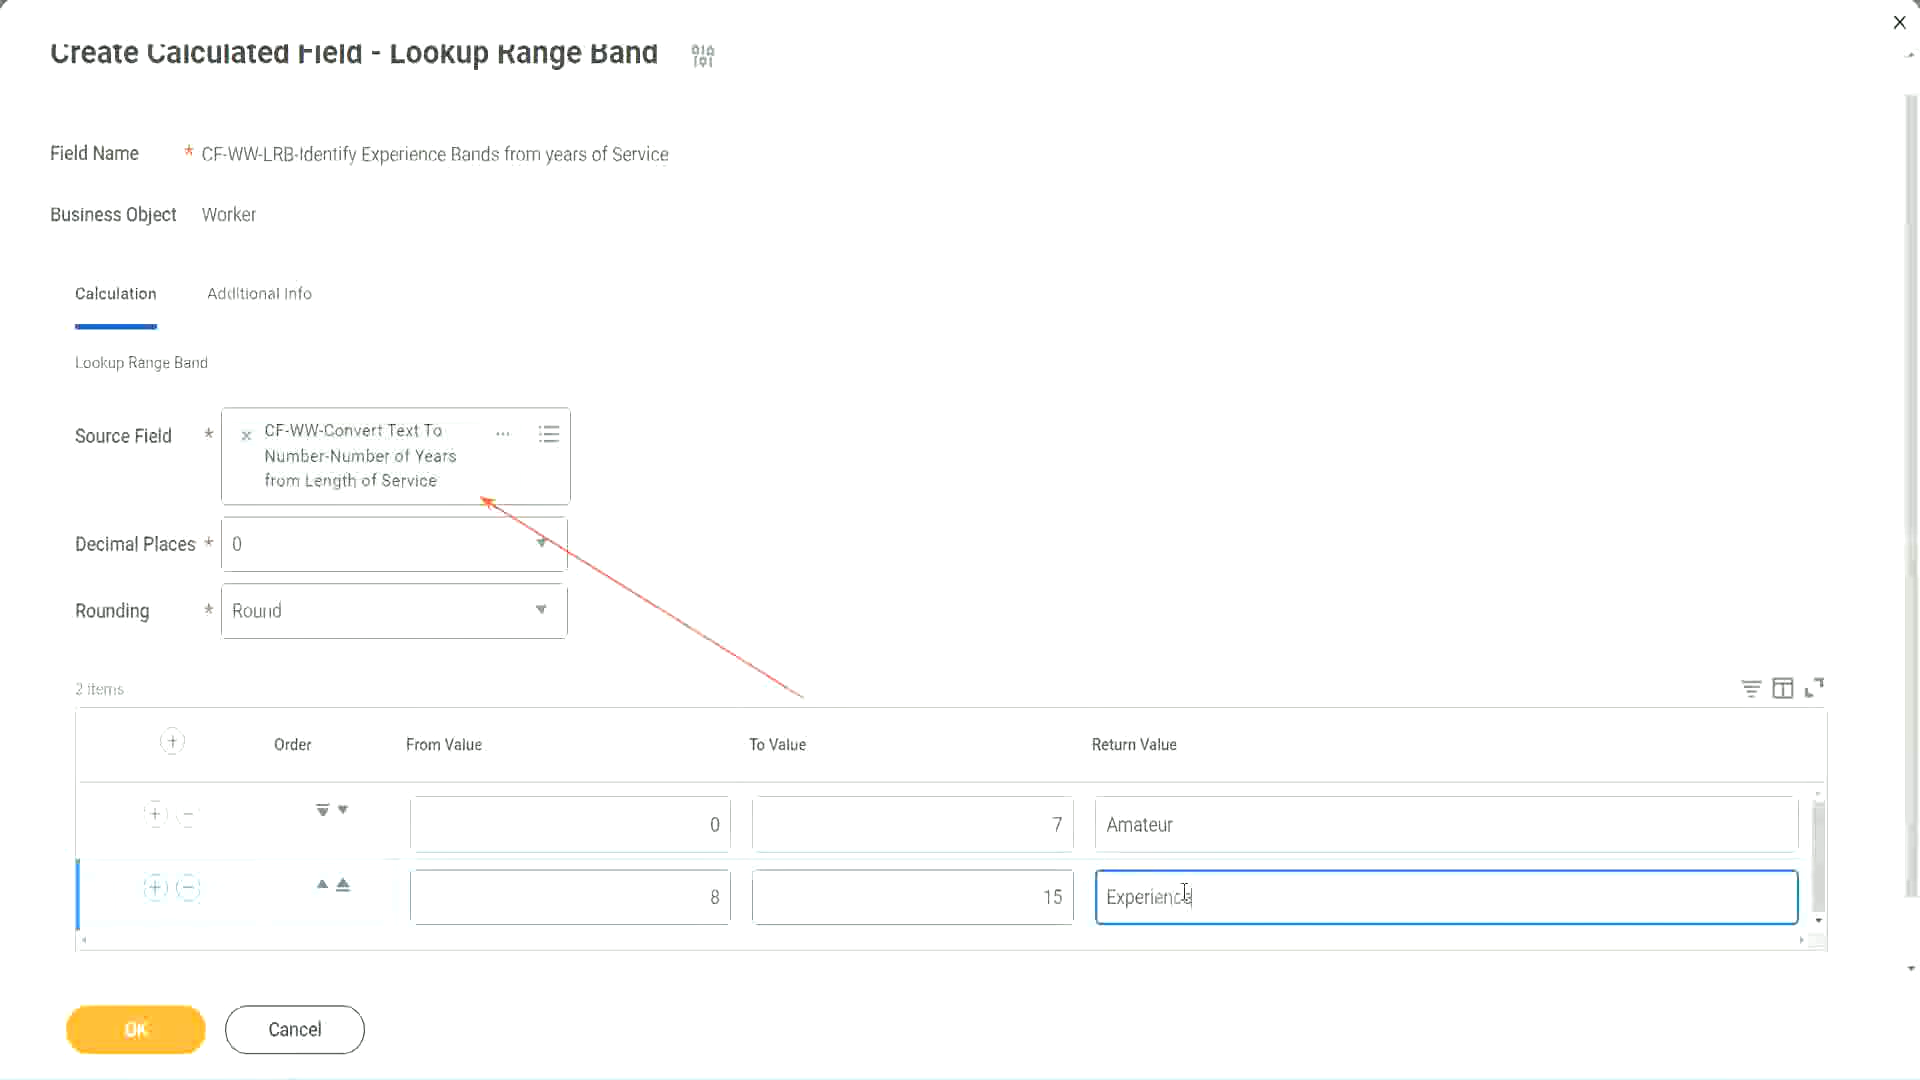 Create Calculated Field - Lookup Range Band
Field Name * CF-WW-LRB-Identify Experience Bands from years of Service
Business Object Worker
Calculation Additional Info
Lookup Range Band
Source Field * × CF-WW-Convert Text To
Number-Number of Years
from Length of Service
Decimal Places * 0
Rounding * Round
2 items
Order From Value To Value Return Value
0 7 Amateur
8 15 Experience
OK Cancel